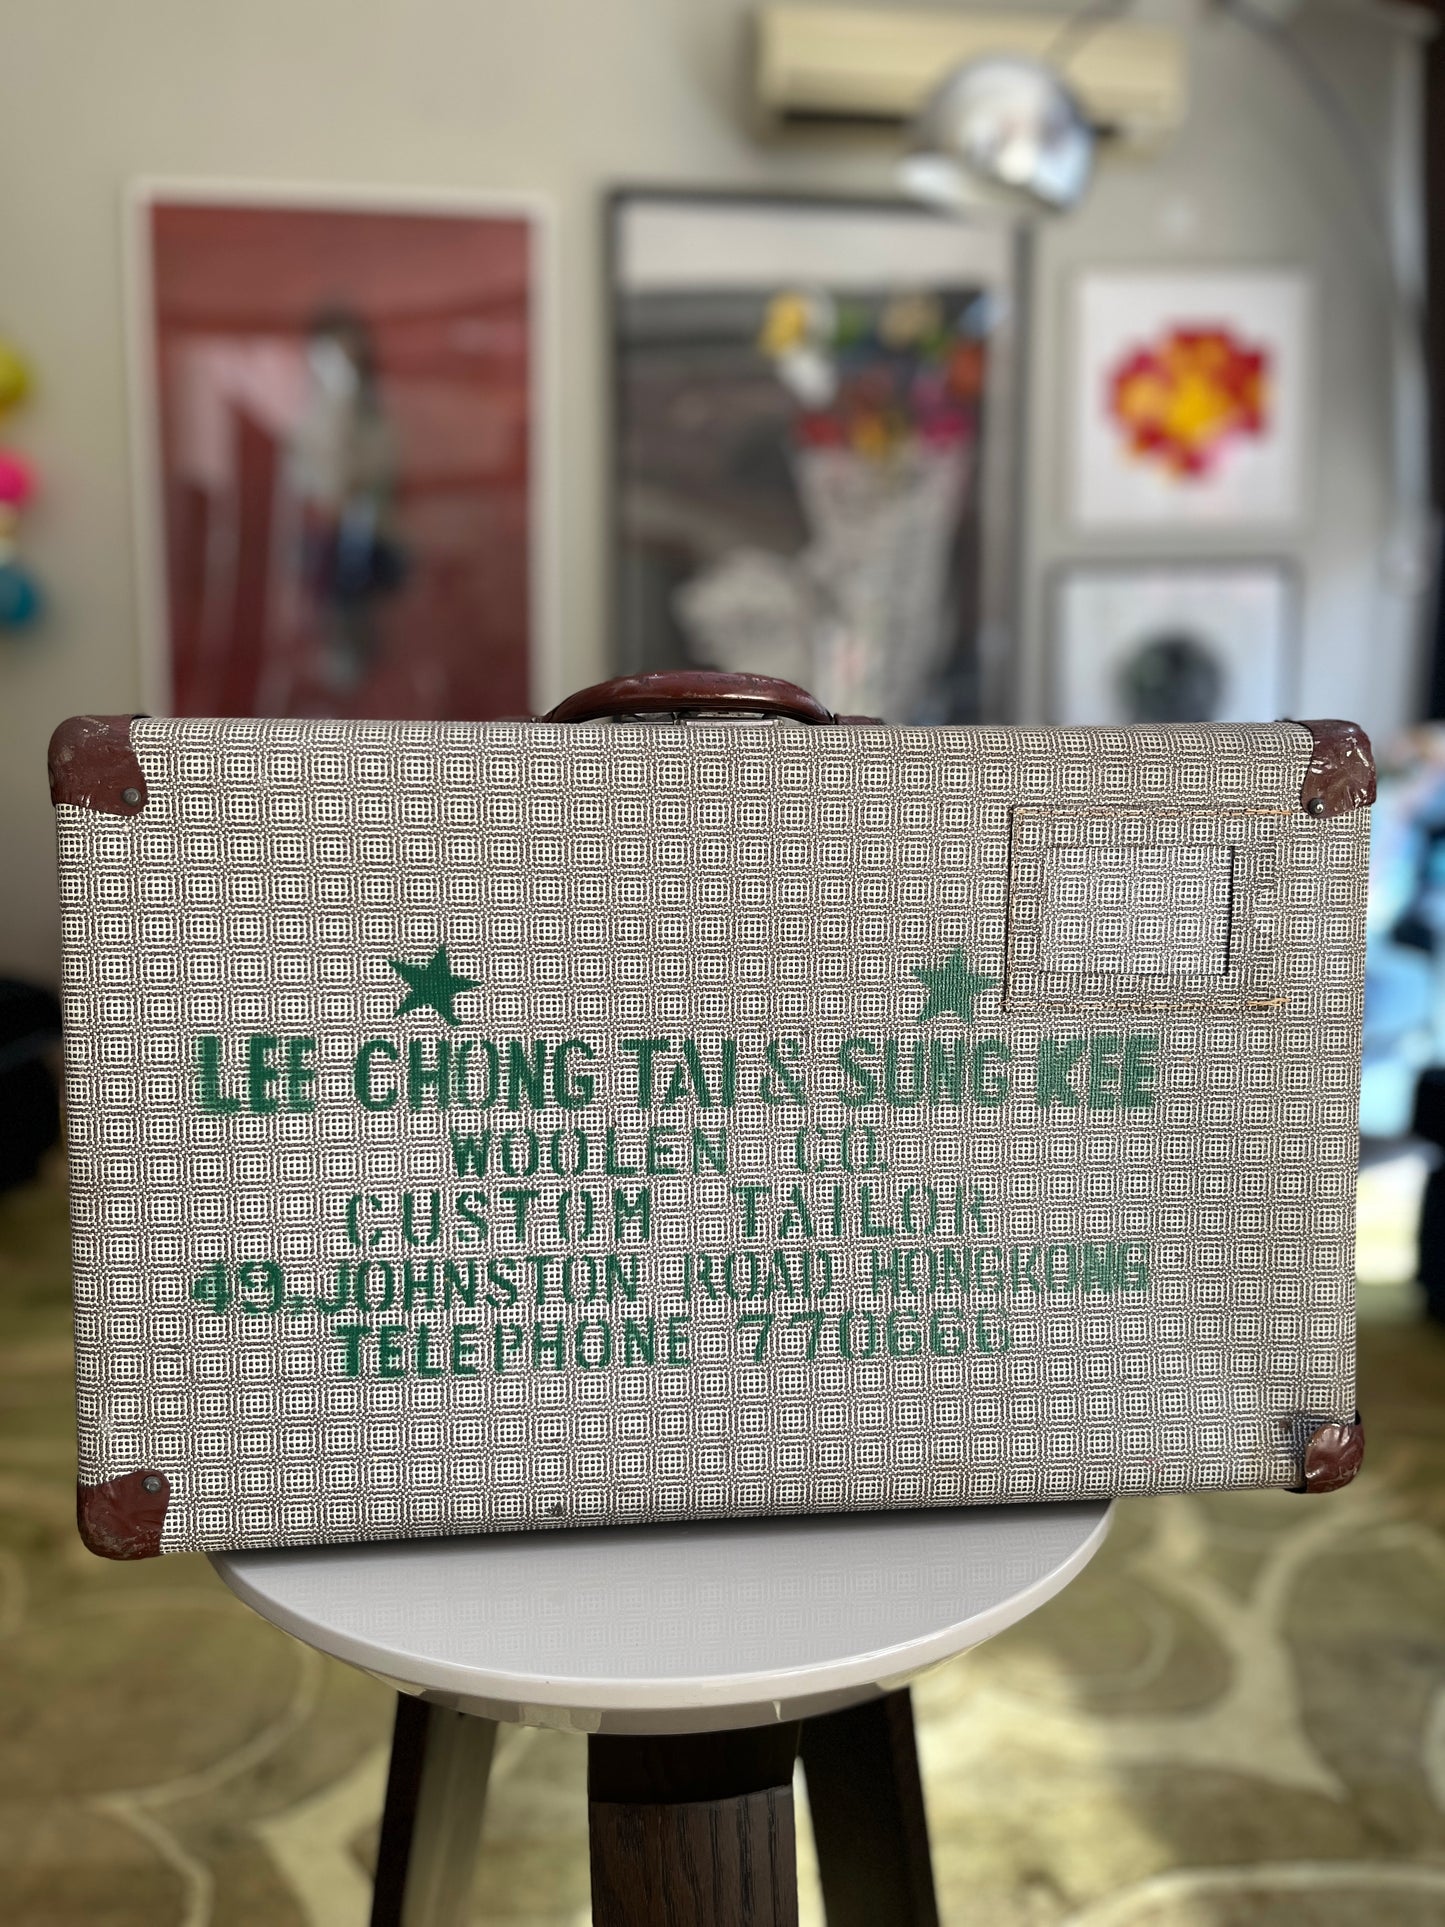 LEE CHONG TAI & SUNG KEE
WOOLEN CO.
CUSTOM TAILOR
49. JOHNSTON ROAD HONGKONG
TELEPHONE 770666